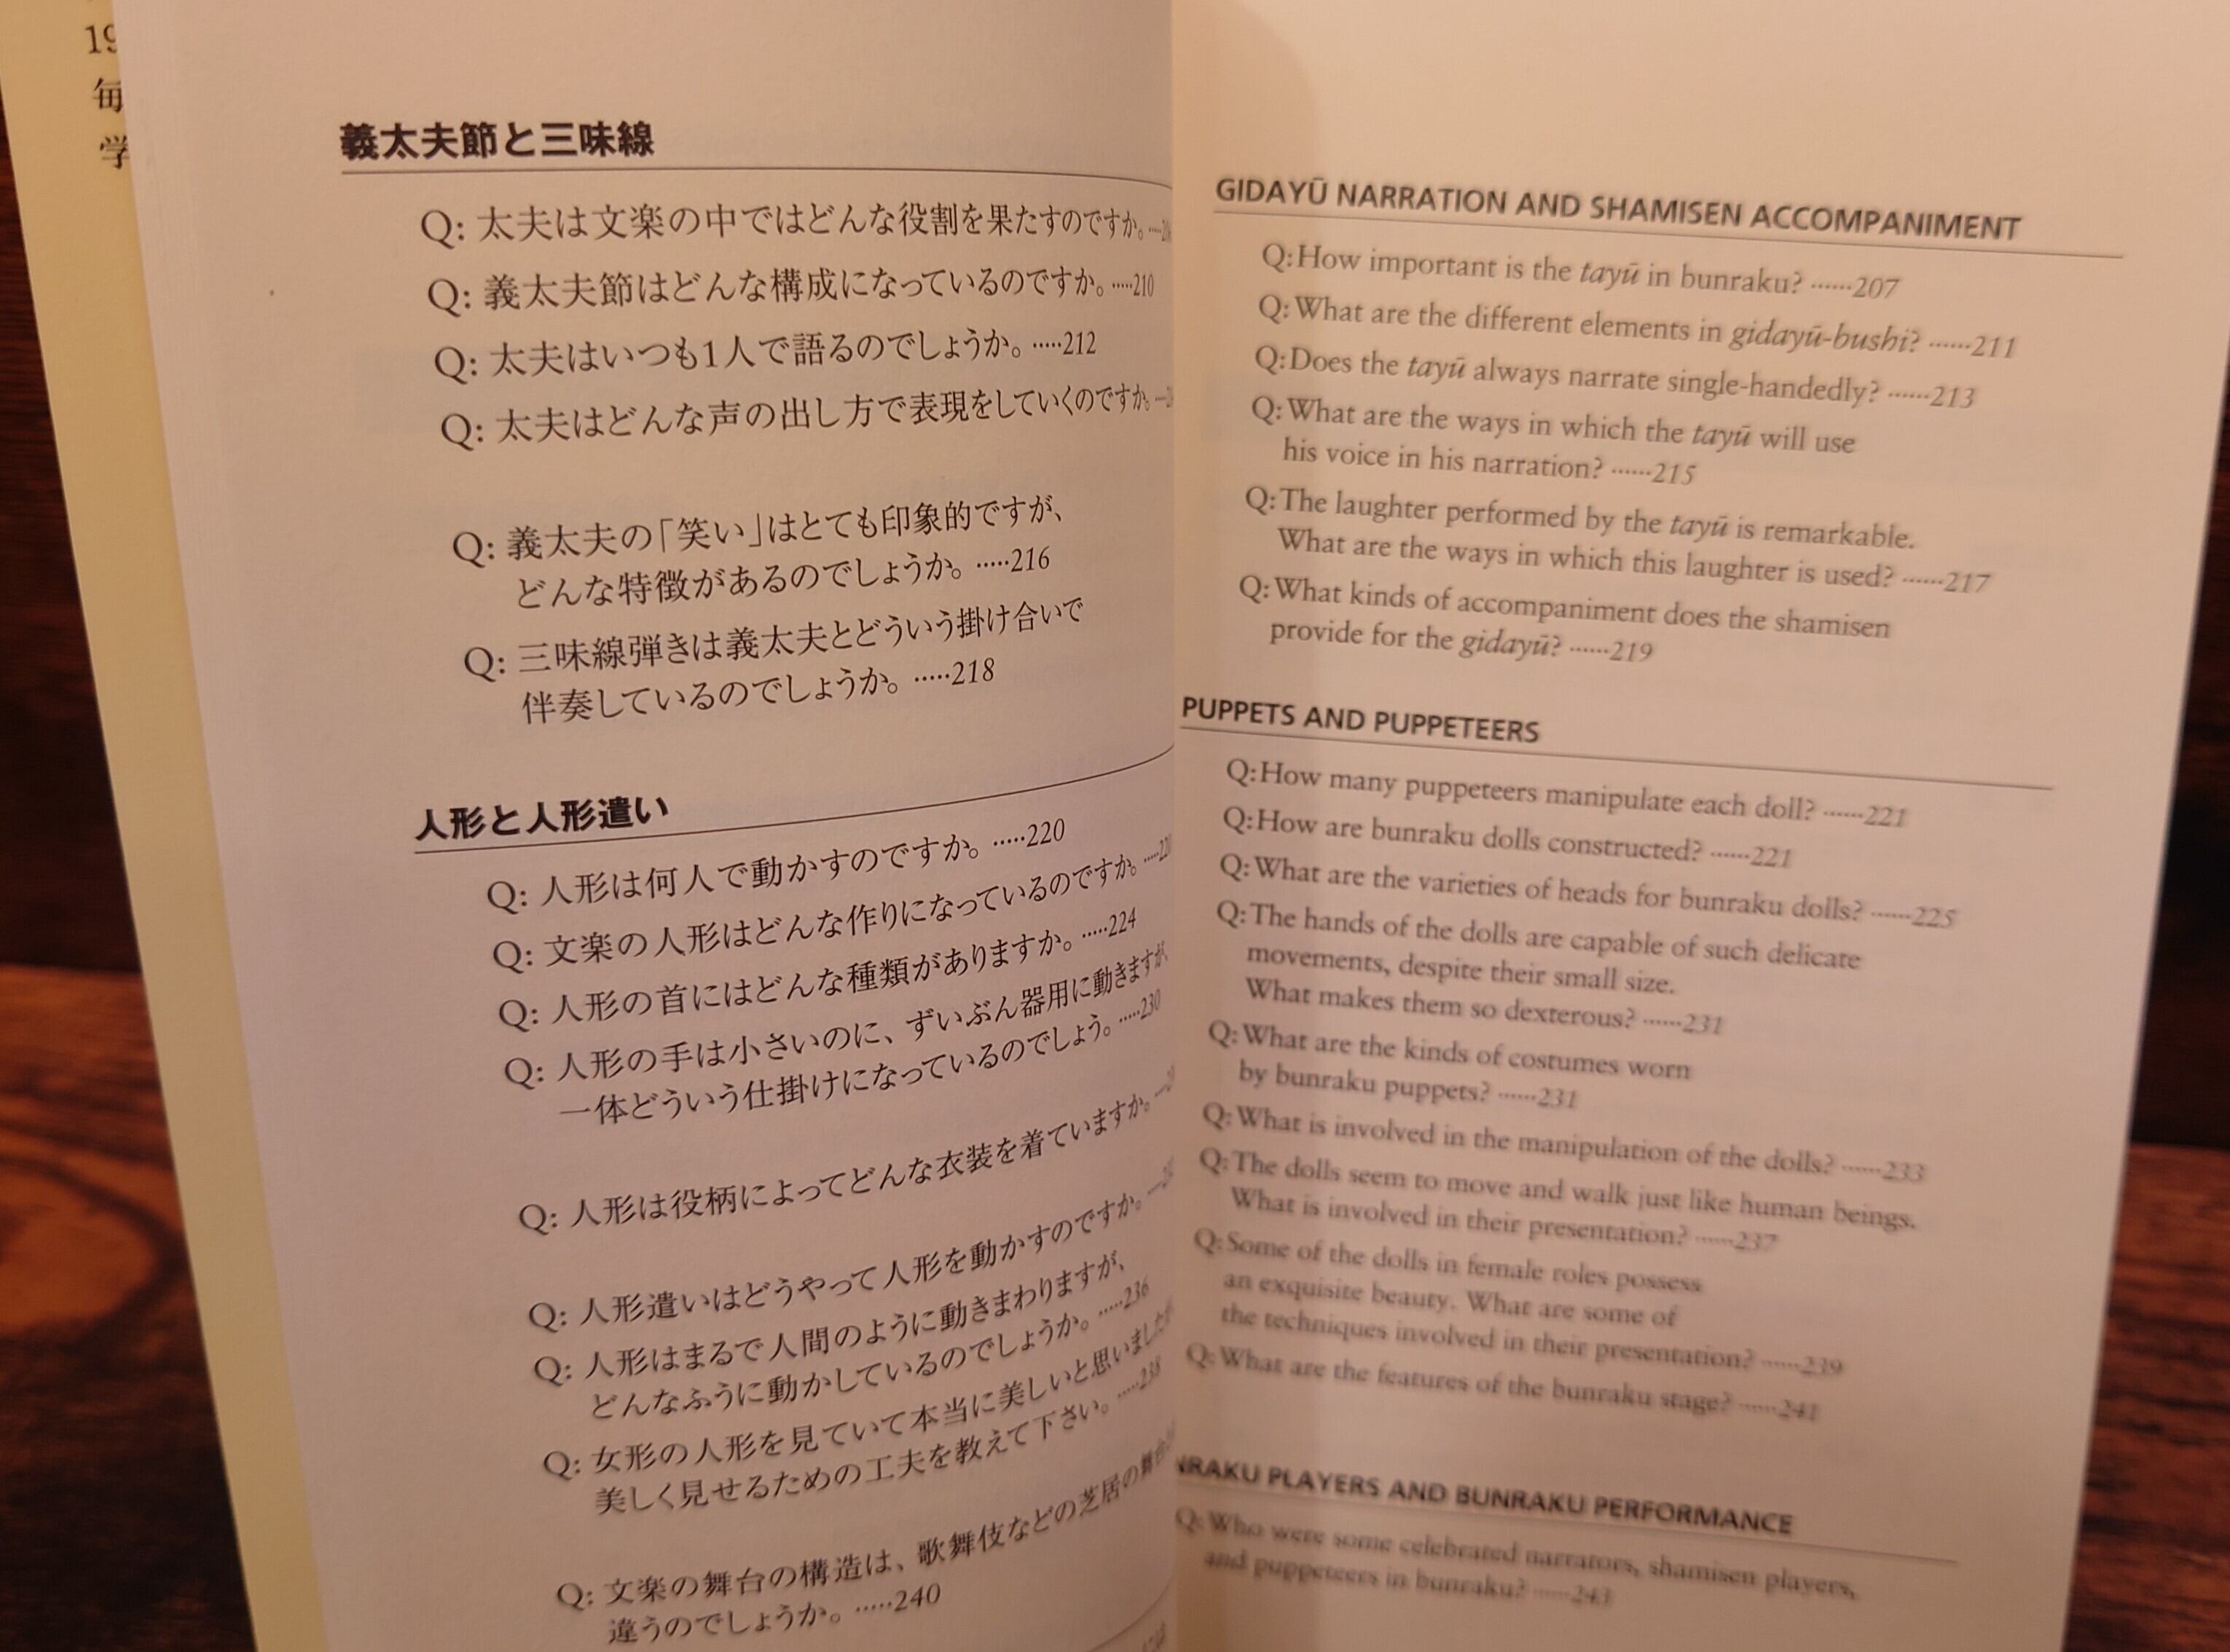 19
毎
学
義太夫節と三味線
Q: 太夫は文楽の中ではどんな役割を果たすのですか。
Q: 義太夫節はどんな構成になっているのですか。·····210
Q: 太夫はいつも1人で語るのでしょうか。·····212
Q: 太夫はどんな声の出し方で表現をしていくのですか。
Q: 義太夫の「笑い」はとても印象的ですが、
どんな特徴があるのでしょうか。·····216
Q: 三味線弾きは義太夫とどういう掛け合いで
伴奏しているのでしょうか。·····218
人形と人形遣い
Q: 人形は何人で動かすのですか。·····220
Q: 文楽の人形はどんな作りになっているのですか。
Q: 人形の首にはどんな種類がありますか。·····224
Q: 人形の手は小さいのに、ずいぶん器用に動きますが、
一体どういう仕掛けになっているのでしょう。·····230
Q: 人形は役柄によってどんな衣装を着ていますか。
Q: 人形遣いはどうやって人形を動かすのですか。
Q: 人形はまるで人間のように動きまわりますが、
どんなふうに動かしているのでしょうか。·····236
Q: 女形の人形を見ていて本当に美しいと思いましたが
美しく見せるための工夫を教えて下さい。·····238
Q: 文楽の舞台の構造は、歌舞伎などの芝居の舞台
違うのでしょうか。·····240
GIDAYŪ NARRATION AND SHAMISEN ACCOMPANIMENT
Q:How important is the tayū in bunraku? ······207
Q:What are the different elements in gidayū-bushi? ······211
Q:Does the tayū always narrate single-handedly? ······213
Q:What are the ways in which the tayū will use
his voice in his narration? ······215
Q:The laughter performed by the tayū is remarkable.
What are the ways in which this laughter is used? ······217
Q:What kinds of accompaniment does the shamisen
provide for the gidayū? ······219
PUPPETS AND PUPPETEERS
Q:How many puppeteers manipulate each doll? ······221
Q:How are bunraku dolls constructed? ······221
Q:What are the varieties of heads for bunraku dolls? ······225
Q:The hands of the dolls are capable of such delicate
movements, despite their small size.
What makes them so dexterous? ······231
Q:What are the kinds of costumes worn
by bunraku puppets? ······231
Q:What is involved in the manipulation of the dolls? ······233
Q:The dolls seem to move and walk just like human beings.
What is involved in their presentation? ······237
Q:Some of the dolls in female roles possess
an exquisite beauty. What are some of
the techniques involved in their presentation? ······239
Q:What are the features of the bunraku stage? ······241
NRAKU PLAYERS AND BUNRAKU PERFORMANCE
Q:Who were some celebrated narrators, shamisen players,
and puppeteers in bunraku? ······243